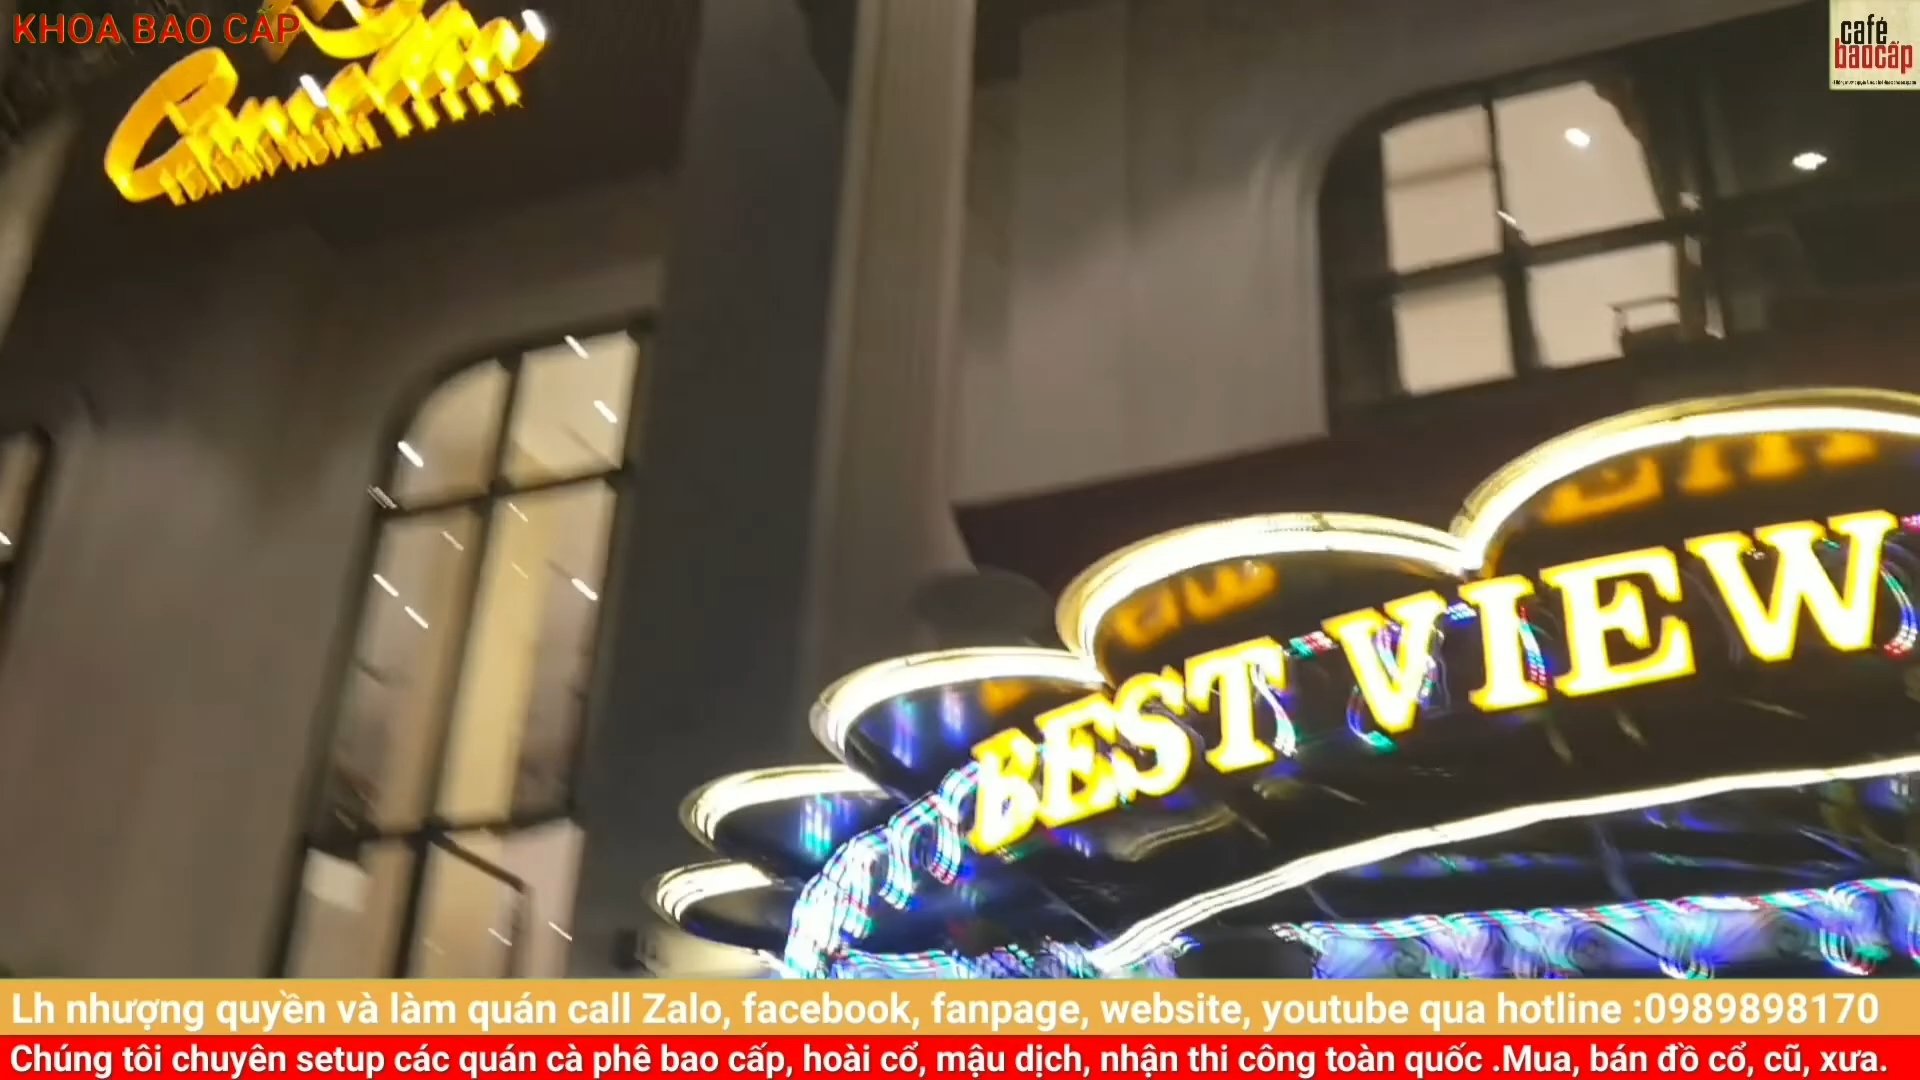 KHOA BAO CẤP
café
baocấp
BEST VIEW
Lh nhượng quyền và làm quán call Zalo, facebook, fanpage, website, youtube qua hotline :0989898170
Chúng tôi chuyên setup các quán cà phê bao cấp, hoài cổ, mậu dịch, nhận thi công toàn quốc .Mua, bán đồ cổ, cũ, xưa.